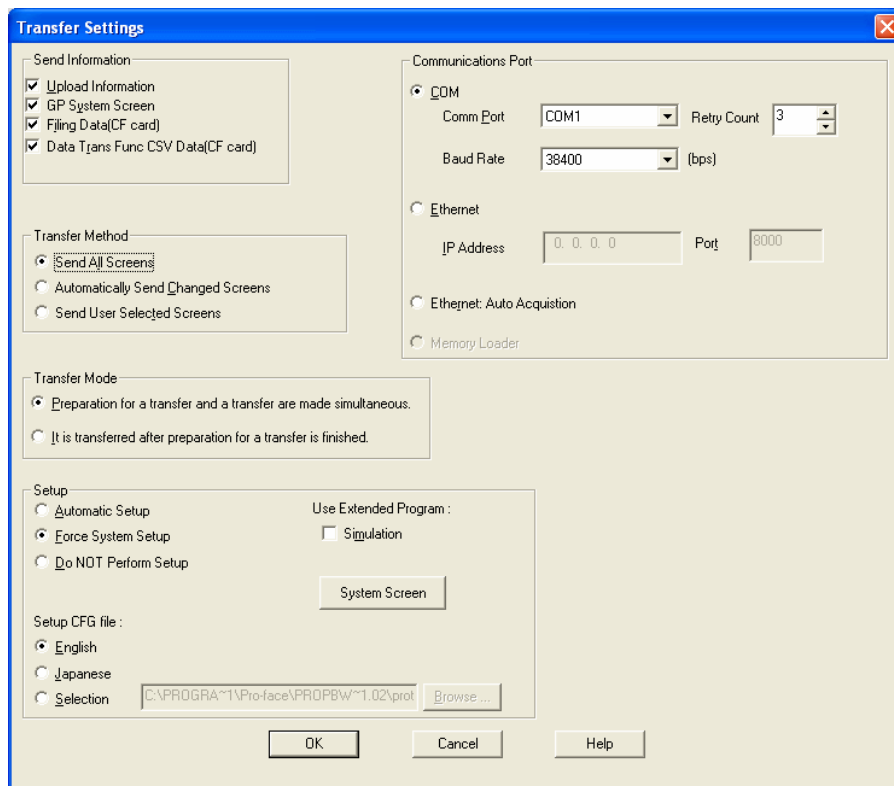 Transfer Settings
Send Information
Upload Information
GP System Screen
Filing Data(CF card)
Data Trans Func CSV Data(CF card)
Communications Port
COM
Comm Port
COM1
Retry Count
3
Baud Rate
38400
(bps)
Ethernet
IP Address
0. 0. 0. 0
Port
8000
Ethernet: Auto Acquistion
Memory Loader
Transfer Method
Send All Screens
Automatically Send Changed Screens
Send User Selected Screens
Transfer Mode
Preparation for a transfer and a transfer are made simultaneous.
It is transferred after preparation for a transfer is finished.
Setup
Automatic Setup
Force System Setup
Do NOT Perform Setup
Use Extended Program :
Simulation
System Screen
Setup CFG file :
English
Japanese
Selection
C:\PROGRA~1\Pro-face\PROPBW~1.02\prot
Browse ...
OK
Cancel
Help